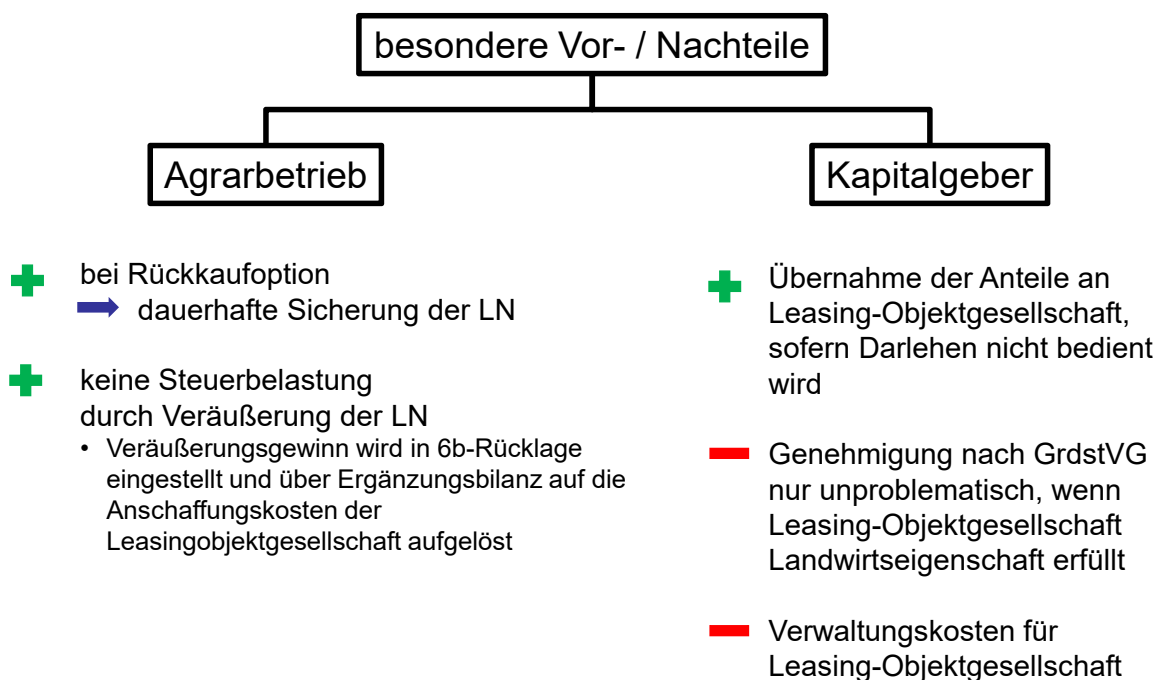 besondere Vor- / Nachteile
Agrarbetrieb
bei Rückkaufoption
dauerhafte Sicherung der LN
keine Steuerbelastung
durch Veräußerung der LN
• Veräußerungsgewinn wird in 6b-Rücklage
eingestellt und über Ergänzungsbilanz auf die
Anschaffungskosten der
Leasingobjektgesellschaft aufgelöst
Kapitalgeber
Übernahme der Anteile an
Leasing-Objektgesellschaft,
sofern Darlehen nicht bedient
wird
Genehmigung nach GrdstVG
nur unproblematisch, wenn
Leasing-Objektgesellschaft
Landwirtseigenschaft erfüllt
Verwaltungskosten für
Leasing-Objektgesellschaft